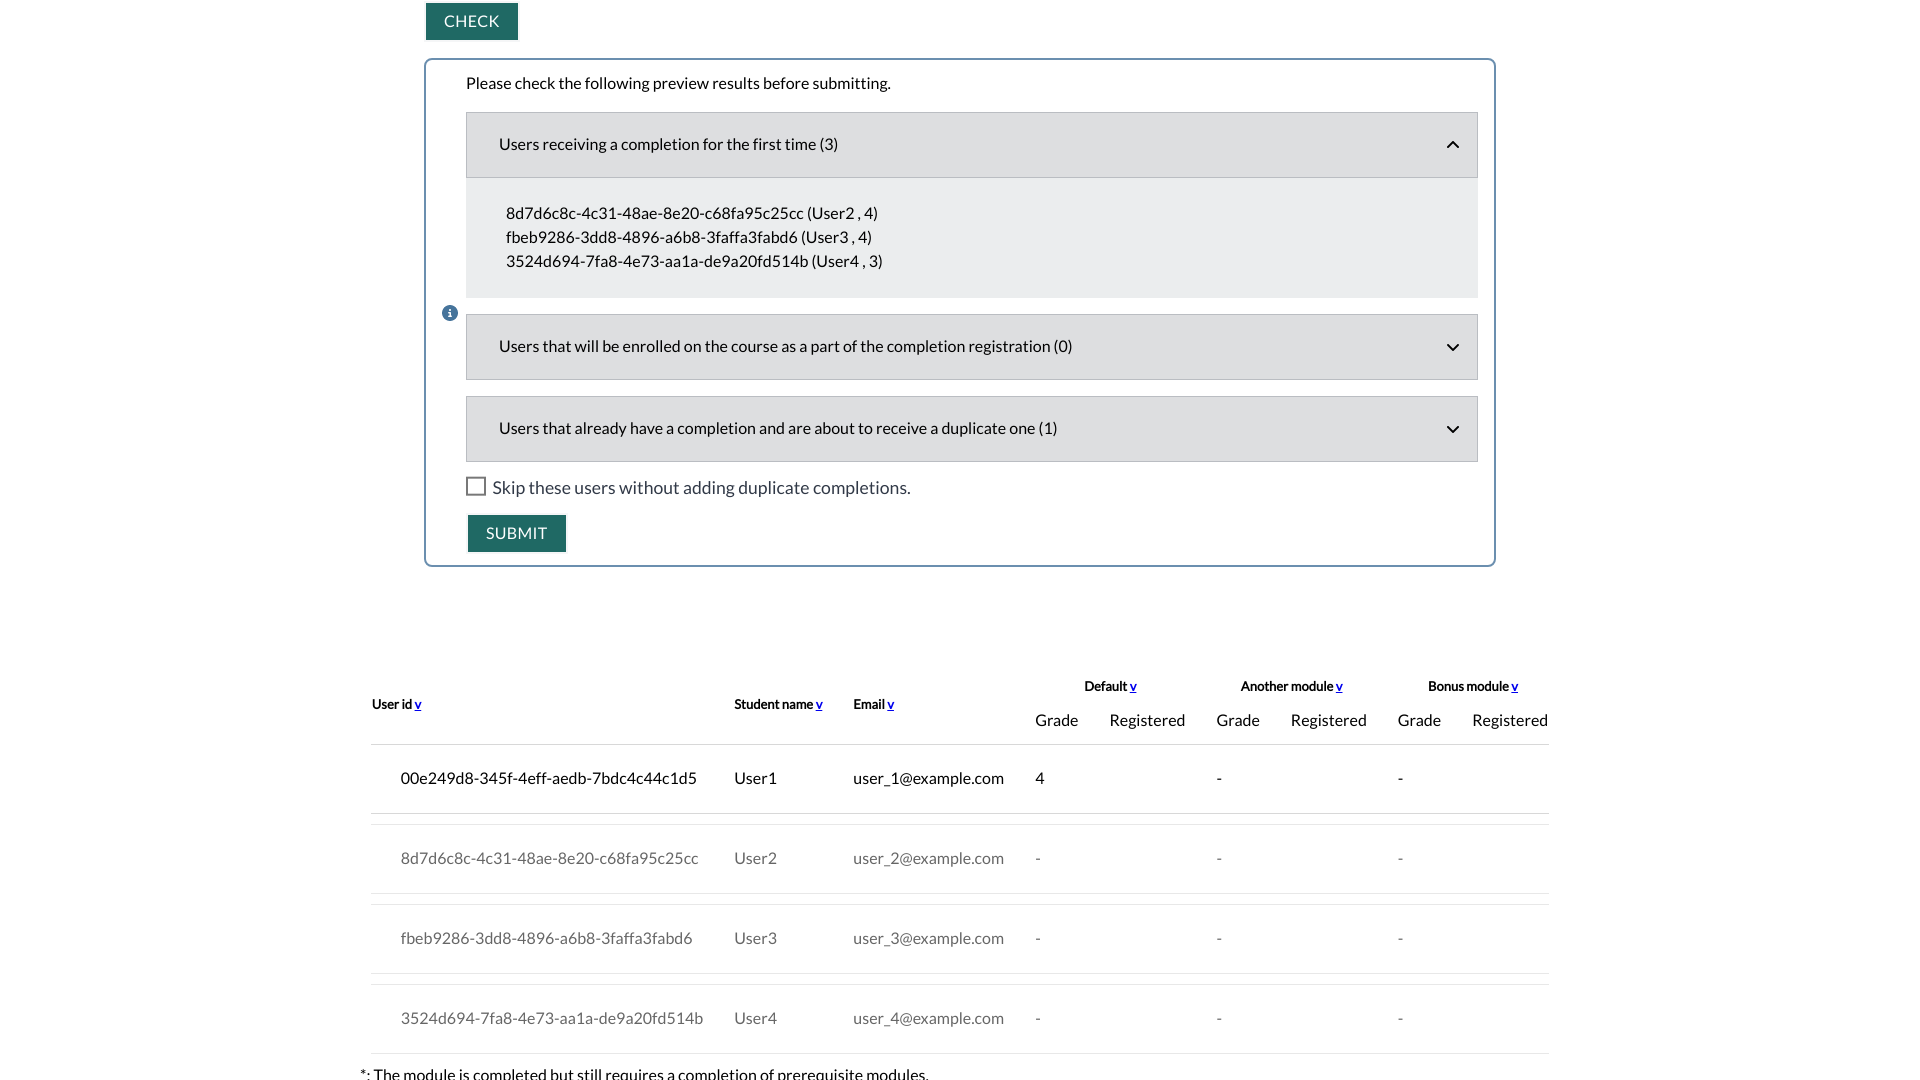 CHECK
Please check the following preview results before submitting.
Users receiving a completion for the first time (3)
8d7d6c8c-4c31-48ae-8e20-c68fa95c25cc (User2 , 4)
fbeb9286-3dd8-4896-a6b8-3faffa3fabd6 (User3 , 4)
3524d694-7fa8-4e73-aa1a-de9a20fd514b (User4 , 3)
Users that will be enrolled on the course as a part of the completion registration (0)
Users that already have a completion and are about to receive a duplicate one (1)
Skip these users without adding duplicate completions.
SUBMIT
Default v Another module v Bonus module v
User id v Student name v Email v
Grade Registered Grade Registered Grade Registered
00e249d8-345f-4eff-aedb-7bdc4c44c1d5 User1 user_1@example.com 4 - -
8d7d6c8c-4c31-48ae-8e20-c68fa95c25cc User2 user_2@example.com - - -
fbeb9286-3dd8-4896-a6b8-3faffa3fabd6 User3 user_3@example.com - - -
3524d694-7fa8-4e73-aa1a-de9a20fd514b User4 user_4@example.com - - -
*: The module is completed but still requires a completion of prerequisite modules.